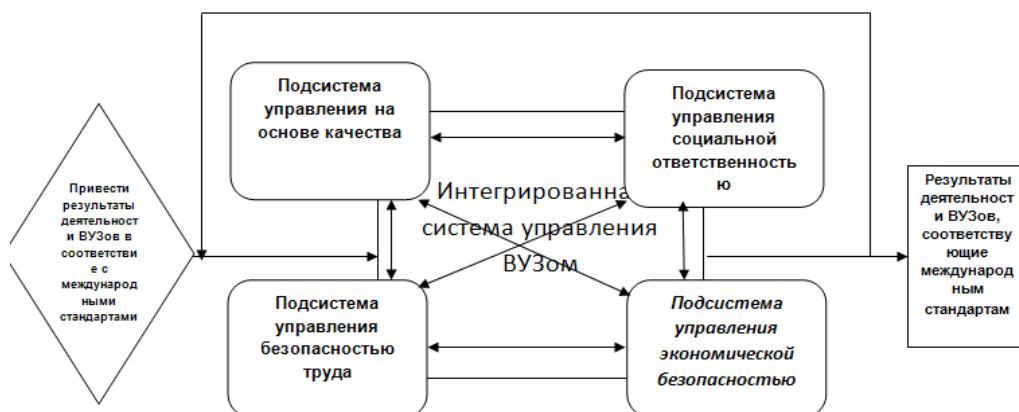 Подсистема
управления на
основе качества
Подсистема
управления
социальной
ответственность
ю
Привести
результаты
деятельност
и ВУЗов в
соответстви
е с
международ
ными
стандартами
Интегрированна
система управления
ВУЗом
Результаты
деятельност
и ВУЗов,
соответству
ющие
международ
ным
стандартам
Подсистема
управления
безопасностью
труда
Подсистема
управления
экономической
безопасностью